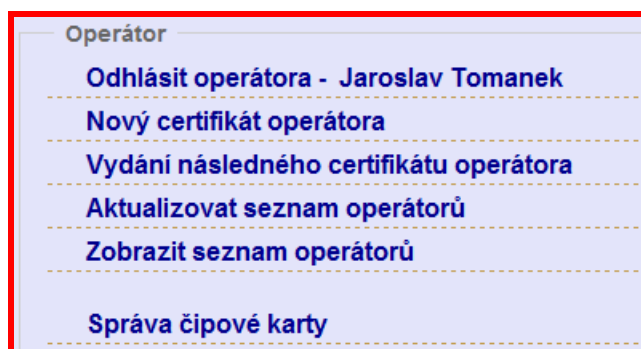 Operátor
Odhlásit operátora - Jaroslav Tomanek
Nový certifikát operátora
Vydání následného certifikátu operátora
Aktualizovat seznam operátorů
Zobrazit seznam operátorů
Správa čipové karty